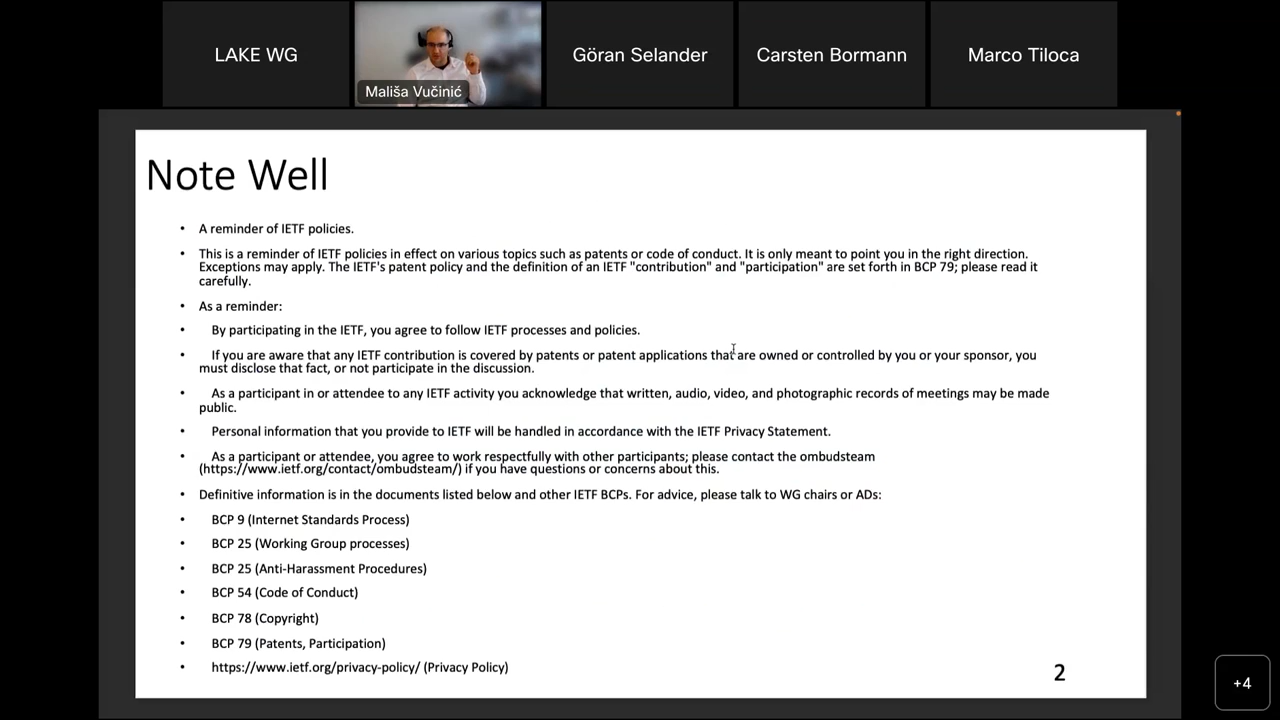 LAKE WG
Mališa Vučinić
Göran Selander
Carsten Bormann
Marco Tiloca
Note Well
• A reminder of IETF policies.
• This is a reminder of IETF policies in effect on various topics such as patents or code of conduct. It is only meant to point you in the right direction.
Exceptions may apply. The IETF's patent policy and the definition of an IETF "contribution" and "participation" are set forth in BCP 79; please read it
carefully.
• As a reminder:
• By participating in the IETF, you agree to follow IETF processes and policies.
• If you are aware that any IETF contribution is covered by patents or patent applications that are owned or controlled by you or your sponsor, you
must disclose that fact, or not participate in the discussion.
• As a participant in or attendee to any IETF activity you acknowledge that written, audio, video, and photographic records of meetings may be made
public.
• Personal information that you provide to IETF will be handled in accordance with the IETF Privacy Statement.
• As a participant or attendee, you agree to work respectfully with other participants; please contact the ombudsteam
(https://www.ietf.org/contact/ombudsteam/) if you have questions or concerns about this.
• Definitive information is in the documents listed below and other IETF BCPs. For advice, please talk to WG chairs or ADs:
• BCP 9 (Internet Standards Process)
• BCP 25 (Working Group processes)
• BCP 25 (Anti-Harassment Procedures)
• BCP 54 (Code of Conduct)
• BCP 78 (Copyright)
• BCP 79 (Patents, Participation)
• https://www.ietf.org/privacy-policy/ (Privacy Policy)
2
+4